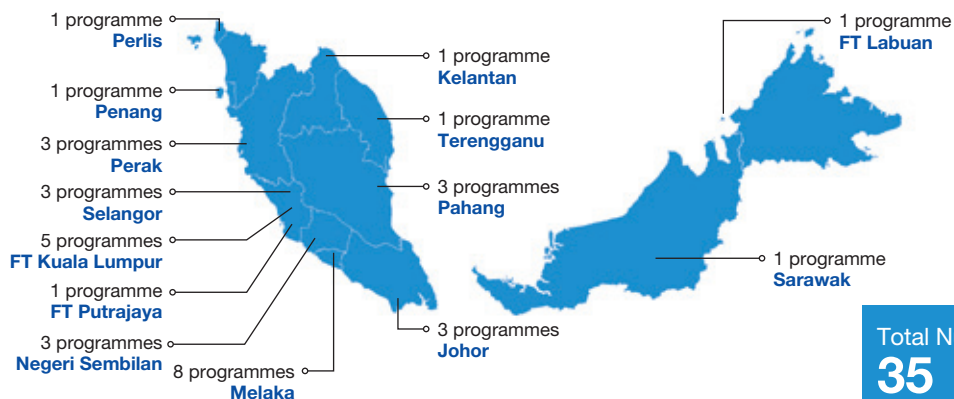 1 programme
Perlis
1 programme
Penang
3 programmes
Perak
3 programmes
Selangor
5 programmes
FT Kuala Lumpur
1 programme
FT Putrajaya
3 programmes
Negeri Sembilan
8 programmes
Melaka
1 programme
Kelantan
1 programme
Terengganu
3 programmes
Pahang
3 programmes
Johor
1 programme
FT Labuan
1 programme
Sarawak
Total N
35